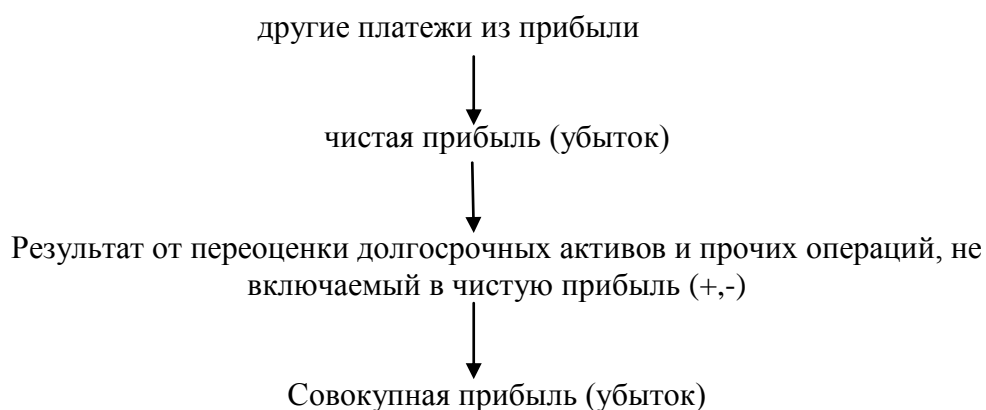 другие платежи из прибыли
чистая прибыль (убыток)
Результат от переоценки долгосрочных активов и прочих операций, не
включаемый в чистую прибыль (+,-)
Совокупная прибыль (убыток)